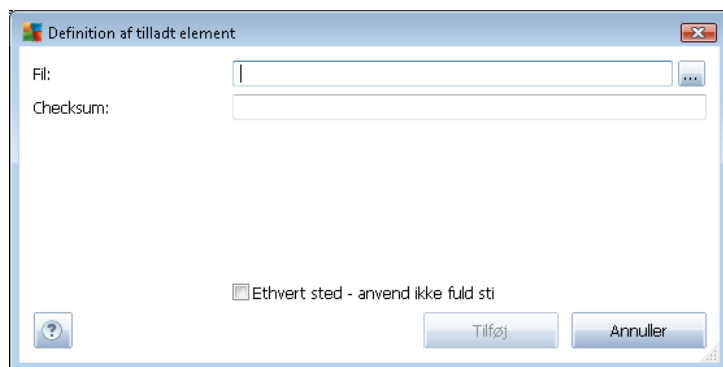 Definition af tilladt element
Fil:
...
Checksum:
Ethvert sted - anvend ikke fuld sti
?
Tilføj
Annuller